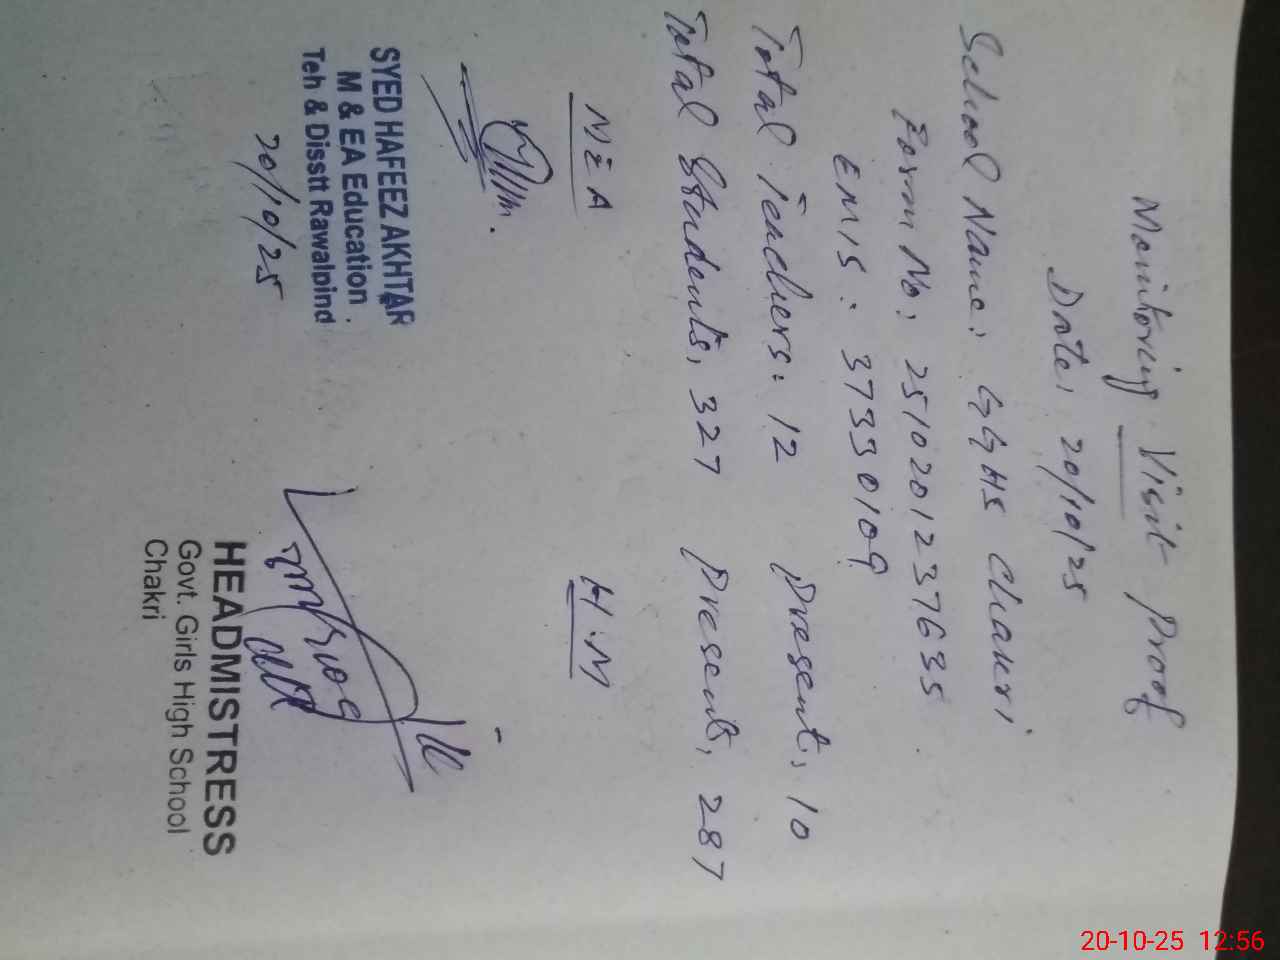 Monitoring Visit Proof
Date: 20/10/25
School Name: GGHS Chakri
Form No: 2510201237635
EMIS: 37330109
Total Teachers: 12 Present: 10
Total Students: 327 Present: 287
MEA H.M
SYED HAFEEZ AKHTAR
M & EA Education
Teh & Disstt Rawalpind
20/10/25
HEADMISTRESS
Govt. Girls High School
Chakri
20-10-25 12:56